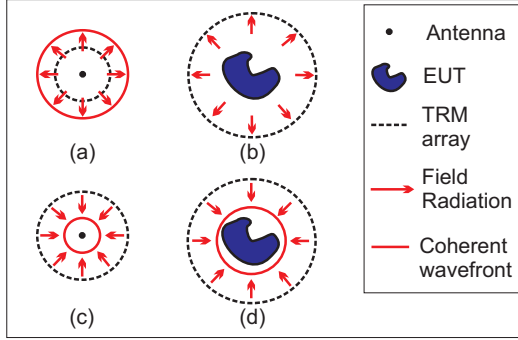 (a)
(b)
(c)
(d)
Antenna
EUT
TRM
array
Field
Radiation
Coherent
wavefront